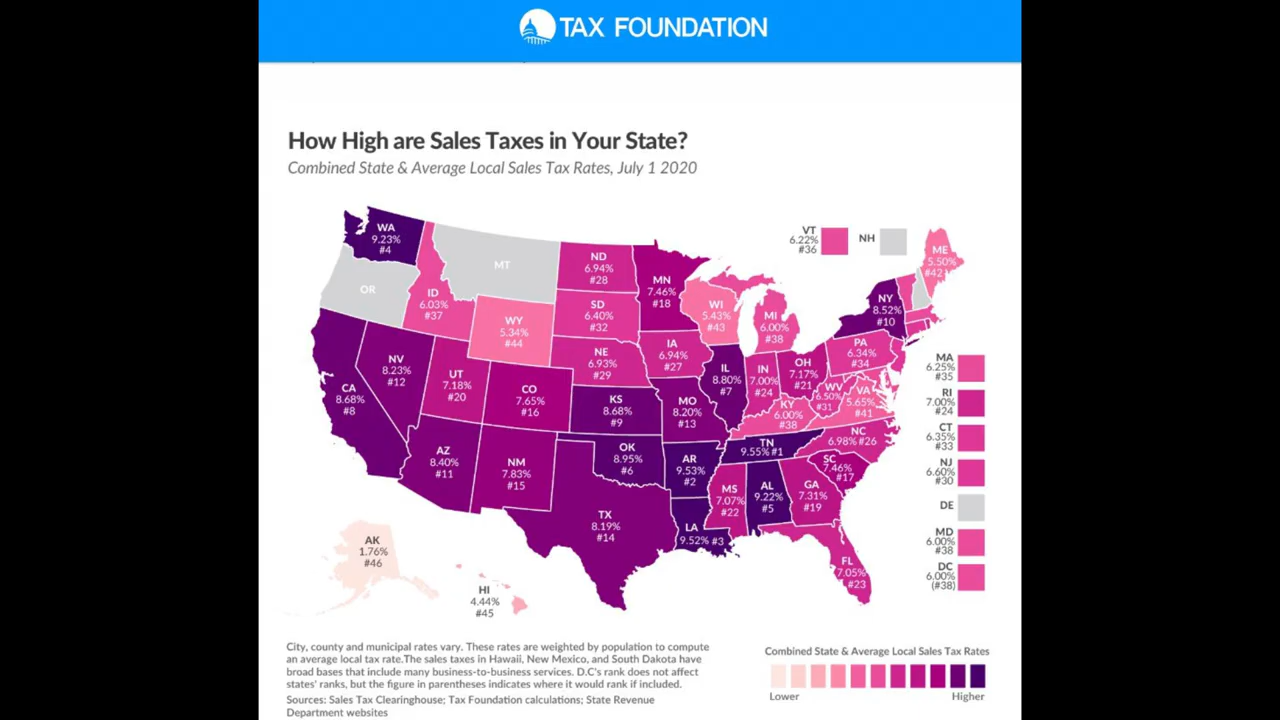 TAX FOUNDATION
How High are Sales Taxes in Your State?
Combined State & Average Local Sales Tax Rates, July 1 2020
WA
9.23%
#4
OR
ID
6.03%
#37
MT
WY
5.34%
#44
ND
6.94%
#28
SD
6.40%
#32
MN
7.46%
#18
WI
5.43%
#43
MI
6.00%
#38
VT
6.22%
#36
NH
ME
5.50%
#42
NY
8.52%
#10
CA
8.68%
#8
NV
8.23%
#12
UT
7.18%
#20
CO
7.65%
#16
NE
6.93%
#29
IA
6.94%
#27
KS
8.68%
#9
MO
8.20%
#13
IL
8.80%
#7
IN
7.00%
#24
OH
7.17%
#21
PA
6.34%
#34
WV
6.50%
#31
VA
5.65%
#41
KY
6.00%
#38
AZ
8.40%
#11
NM
7.83%
#15
OK
8.95%
#6
AR
9.53%
#2
TN
9.55% #1
NC
6.98% #26
SC
7.46%
#17
TX
8.19%
#14
LA
9.52% #3
MS
7.07%
#22
AL
9.22%
#5
GA
7.31%
#19
FL
7.05%
#23
AK
1.76%
#46
HI
4.44%
#45
MA
6.25%
#35
RI
7.00%
#24
CT
6.35%
#33
NJ
6.60%
#30
DE
MD
6.00%
#38
DC
6.00%
(#38)
City, county and municipal rates vary. These rates are weighted by population to compute
an average local tax rate.The sales taxes in Hawaii, New Mexico, and South Dakota have
broad bases that include many business-to-business services. D.C's rank does not affect
states' ranks, but the figure in parentheses indicates where it would rank if included.
Sources: Sales Tax Clearinghouse; Tax Foundation calculations; State Revenue
Department websites
Combined State & Average Local Sales Tax Rates
Lower
Higher